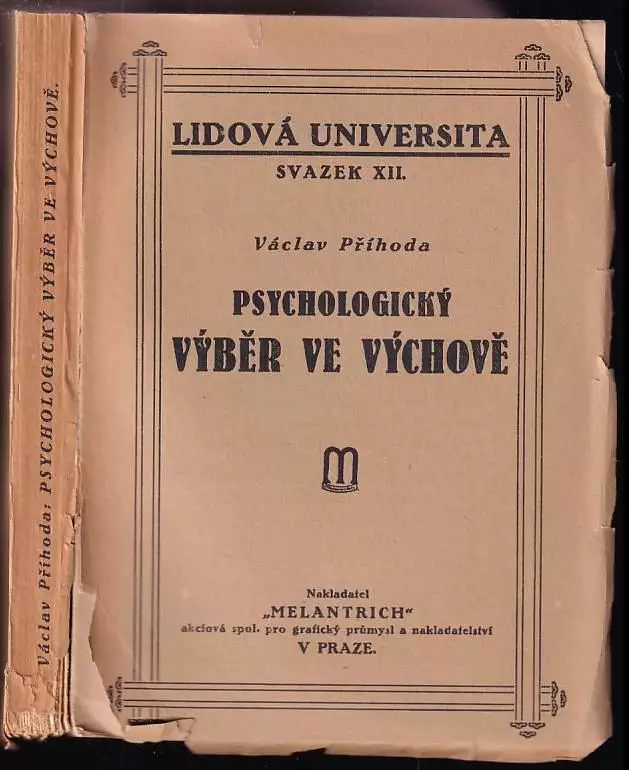 Václav Příhoda: PSYCHOLOGICKÝ VÝBĚR VE VÝCHOVĚ.
LIDOVÁ UNIVERSITA
SVAZEK XII.
Václav Příhoda
PSYCHOLOGICKÝ
VÝBĚR VE VÝCHOVĚ
M
Nakladatel
„MELANTRICH“
akciová spol. pro grafický průmysl a nakladatelství
V PRAZE.